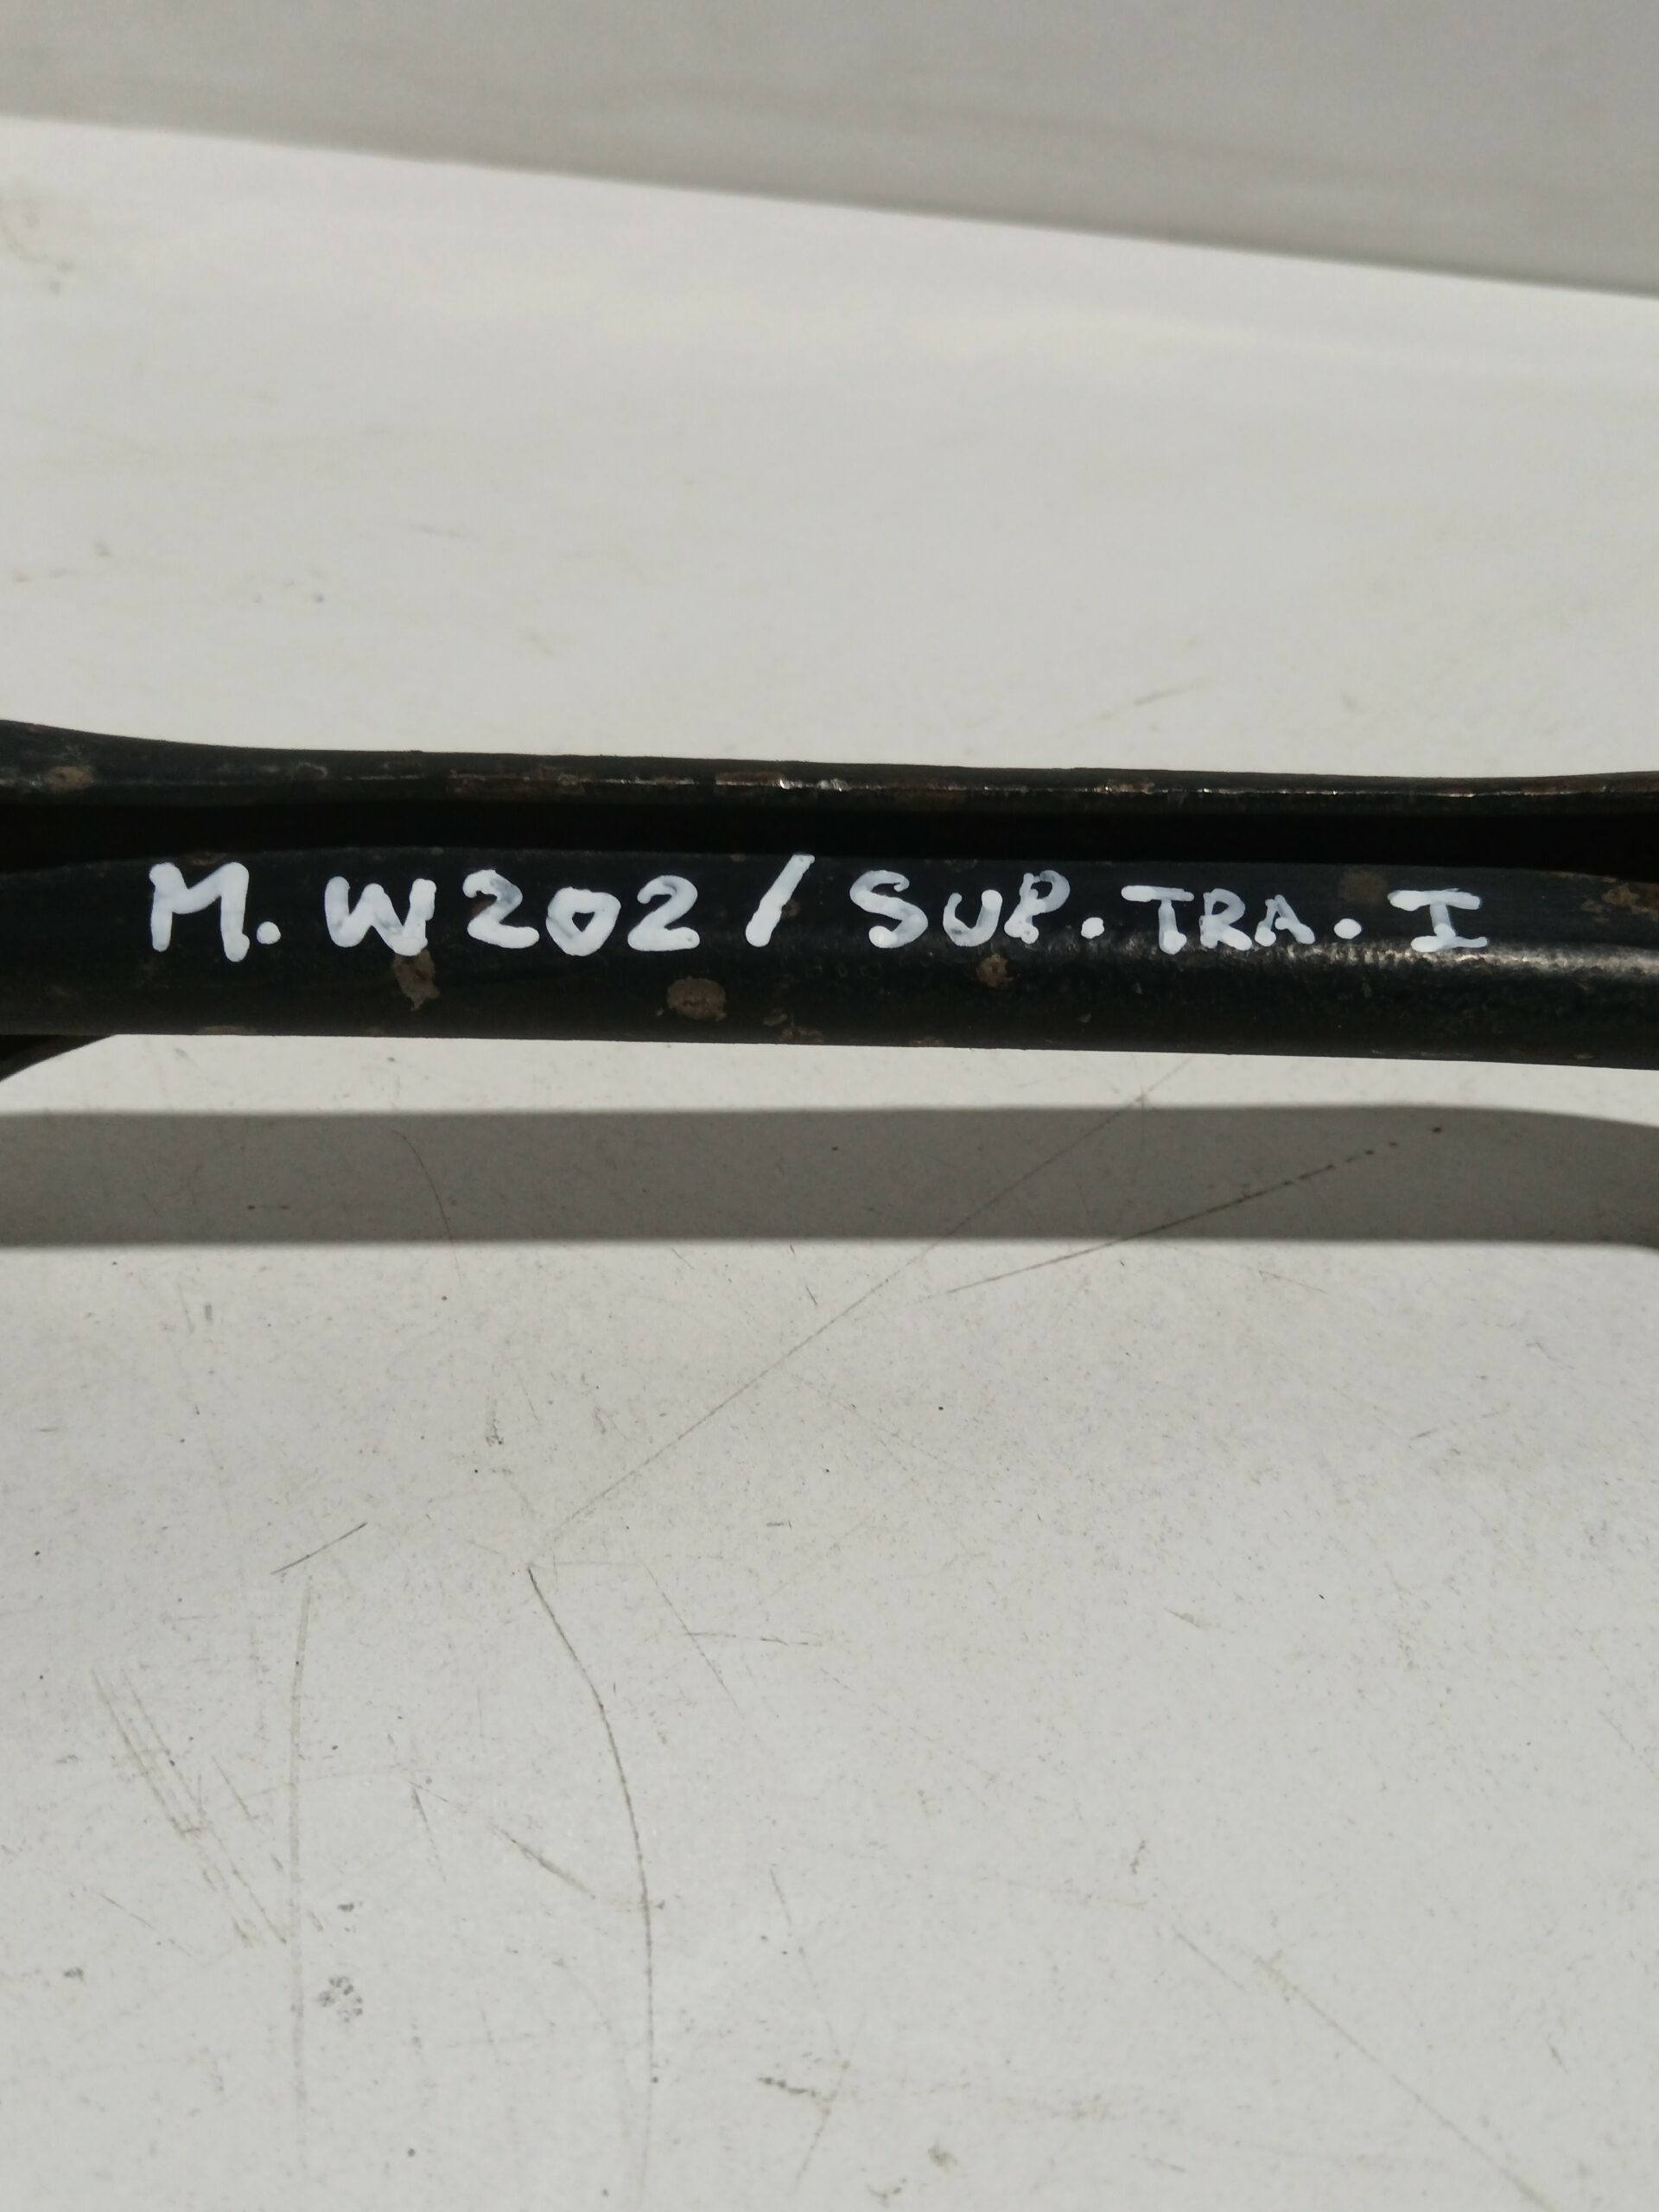 M. W202 / SUP. TRA. I